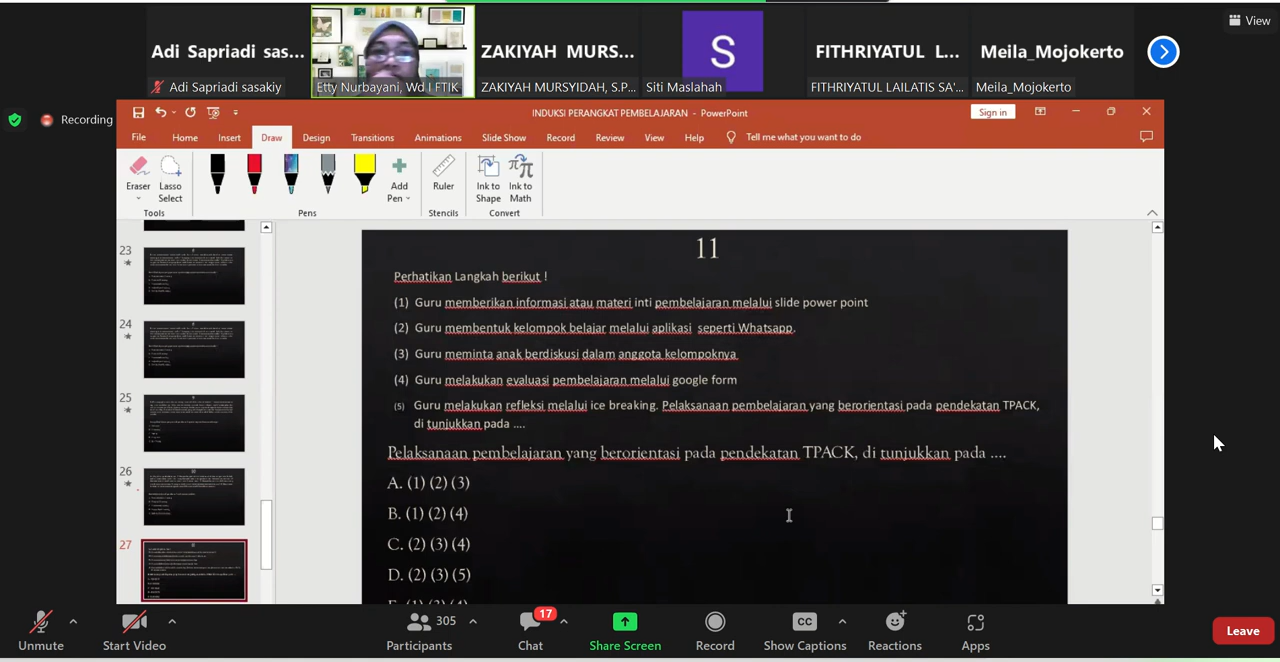 View
Adi Sapriadi sas...
ZAKIYAH MURS...
S
FITHRIYATUL L...
Meila_Mojokerto
Adi Sapriadi sasakiy
Etty Nurbayani, Wd I FTIK
ZAKIYAH MURSYIDAH, S.P...
Siti Maslahah
FITHRIYATUL LAILATIS SA'...
Meila_Mojokerto
Recording
INDUKSI PERANGKAT PEMBELAJARAN - PowerPoint
Sign in
File Home Insert Draw Design Transitions Animations Slide Show Record Review View Help Tell me what you want to do
Eraser
Lasso Select
Add Pen
Ruler
Ink to Shape
Ink to Math
Tools
Pens
Stencils
Convert
23
24
25
26
27
11
Perhatikan Langkah berikut !
(1) Guru memberikan informasi atau materi inti pembelajaran melalui slide power point
(2) Guru membentuk kelompok belajar melalui aplikasi seperti Whatsapp.
(3) Guru meminta anak berdiskusi dalam anggota kelompoknya
(4) Guru melakukan evaluasi pembelajaran melalui google form
(5) Guru melakukan refleksi melalui ice breaking. Pelaksanaan pembelajaran yang berorientasi pada pendekatan TPACK,
di tunjukkan pada ....
Pelaksanaan pembelajaran yang berorientasi pada pendekatan TPACK, di tunjukkan pada ....
A. (1) (2) (3)
B. (1) (2) (4)
C. (2) (3) (4)
D. (2) (3) (5)
Unmute
Start Video
305
Participants
17
Chat
Share Screen
Record
CC
Show Captions
Reactions
Apps
Leave